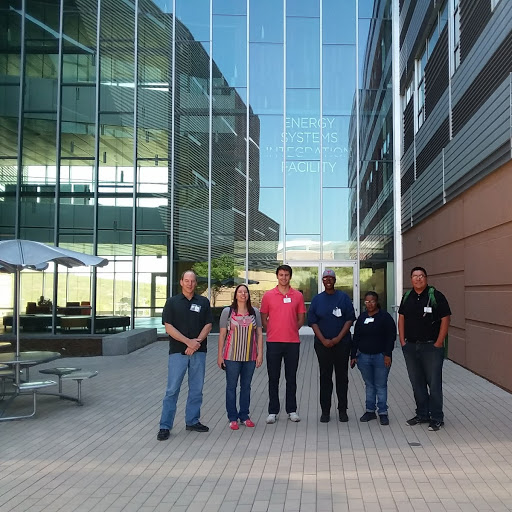 ENERGY
SYSTEMS
INTEGRATION
FACILITY